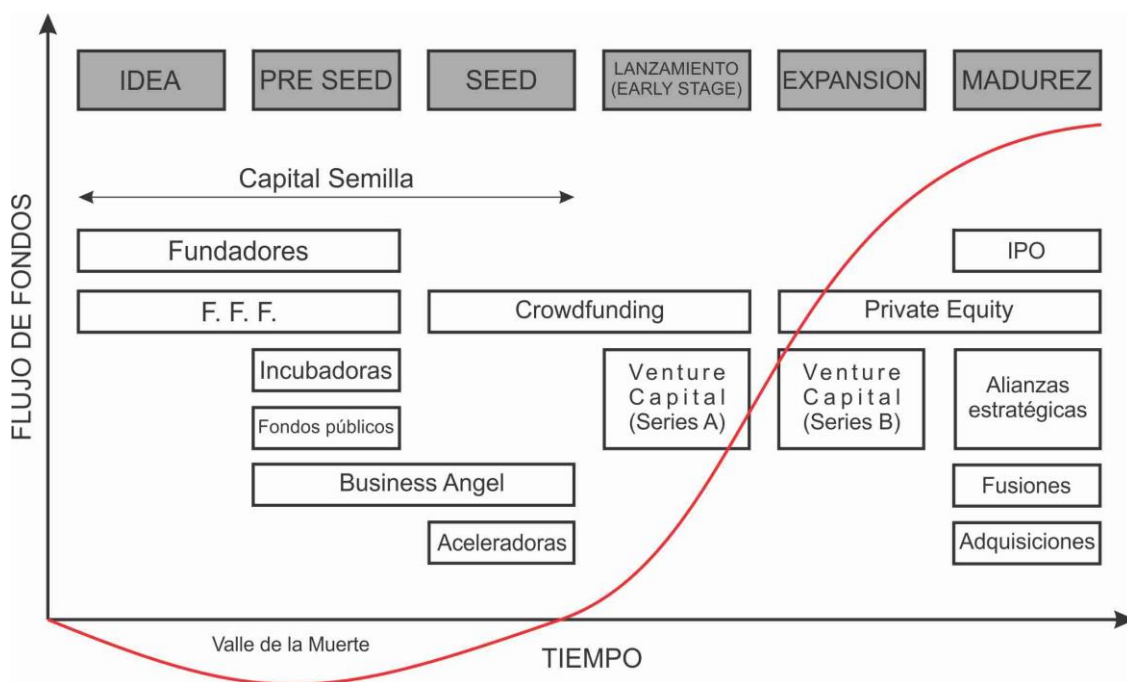 IDEA
PRE SEED
SEED
LANZAMIENTO
(EARLY STAGE)
EXPANSION
MADUREZ
Capital Semilla
Fundadores
IPO
F. F. F.
Crowdfunding
Private Equity
Incubadoras
Venture
Capital
(Series A)
Venture
Capital
(Series B)
Alianzas
estratégicas
Fondos públicos
Business Angel
Fusiones
Aceleradoras
Adquisiciones
FLUJO DE FONDOS
Valle de la Muerte
TIEMPO